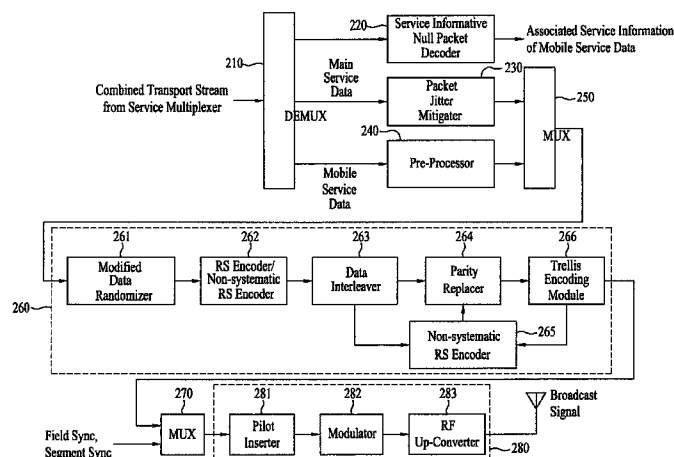 220
Service Informative
Null Packet
Decoder
Associated Service Information
of Mobile Service Data
210
Main
Service
Data
230
Combined Transport Stream
from Service Multiplexer
DEMUX
Packet
Jitter
Mitigater
250
MUX
240
Pre-Processor
Mobile
Service
Data
261
262
263
264
266
Modified
Data
Randomizer
RS Encoder/
Non-systematic
RS Encoder
Data
Interleaver
Parity
Replacer
Trellis
Encoding
Module
260
Non-systematic
RS Encoder
265
270
281
282
283
Broadcast
Signal
Field Sync,
Segment Sync
MUX
Pilot
Inserter
Modulator
RF
Up-Converter
280